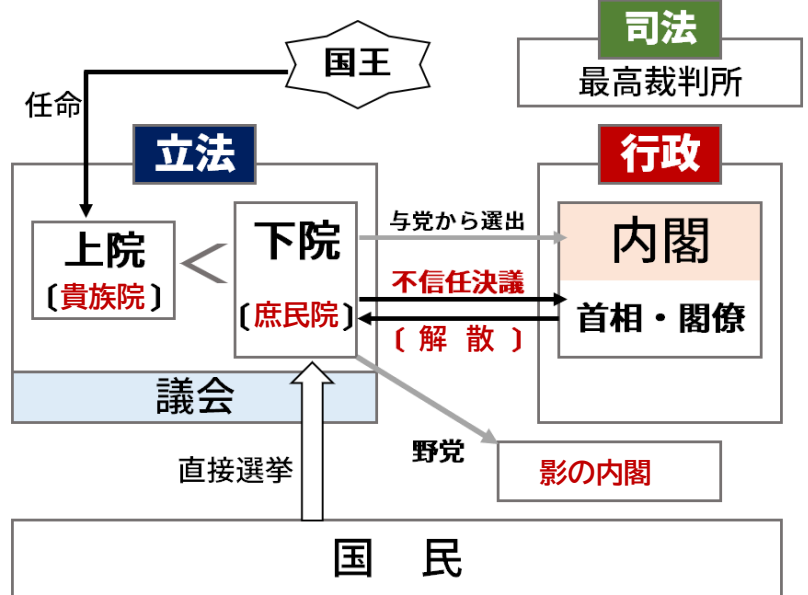 国王
司法
最高裁判所
任命
立法
行政
上院
〔貴族院〕
<
下院
〔庶民院〕
与党から選出
不信任決議
〔解散〕
内閣
首相・閣僚
議会
直接選挙
野党
影の内閣
国民